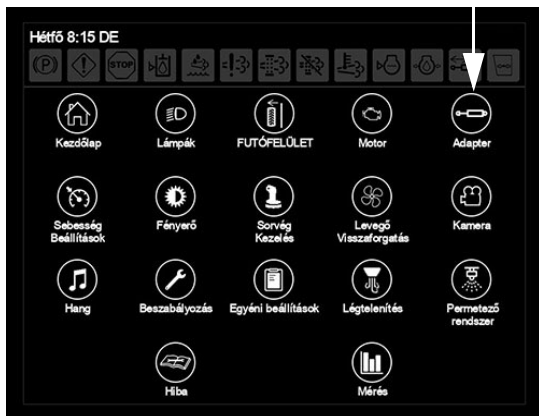 Hétfő 8:15 DE
(P) STOP
Kezdőlap Lámpák FUTÓFELÜLET Motor Adapter
Sebesség Beállítások Fényerő Sorvég Kezelés Levegő Visszaforgatás Kamera
Hang Beszabályozás Egyéni beállítások Légtelenítés Permetező rendszer
Hiba Mérés